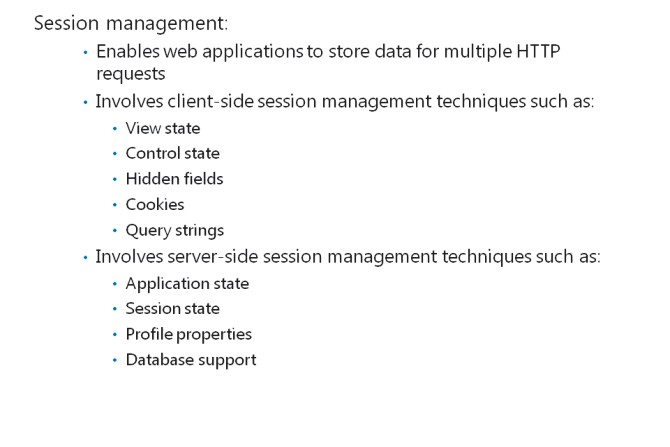 Session management:
• Enables web applications to store data for multiple HTTP
requests
• Involves client-side session management techniques such as:
• View state
• Control state
• Hidden fields
• Cookies
• Query strings
• Involves server-side session management techniques such as:
• Application state
• Session state
• Profile properties
• Database support